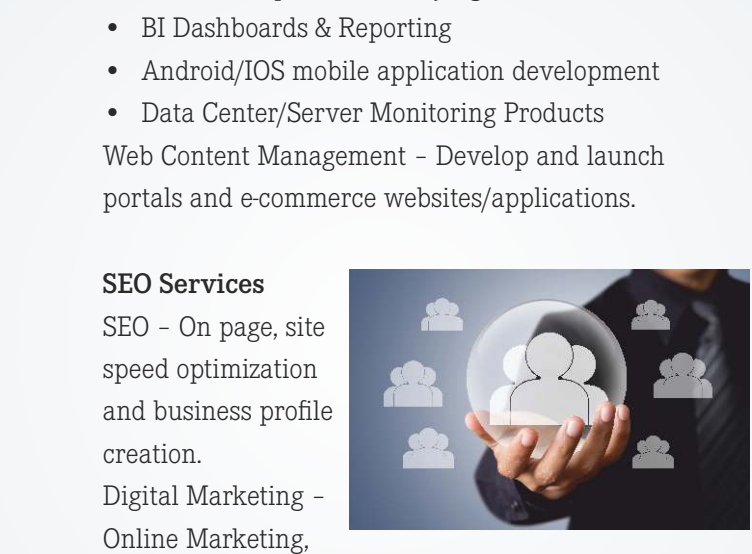 • BI Dashboards & Reporting
• Android/IOS mobile application development
• Data Center/Server Monitoring Products
Web Content Management – Develop and launch
portals and e-commerce websites/applications.
SEO Services
SEO – On page, site
speed optimization
and business profile
creation.
Digital Marketing –
Online Marketing,